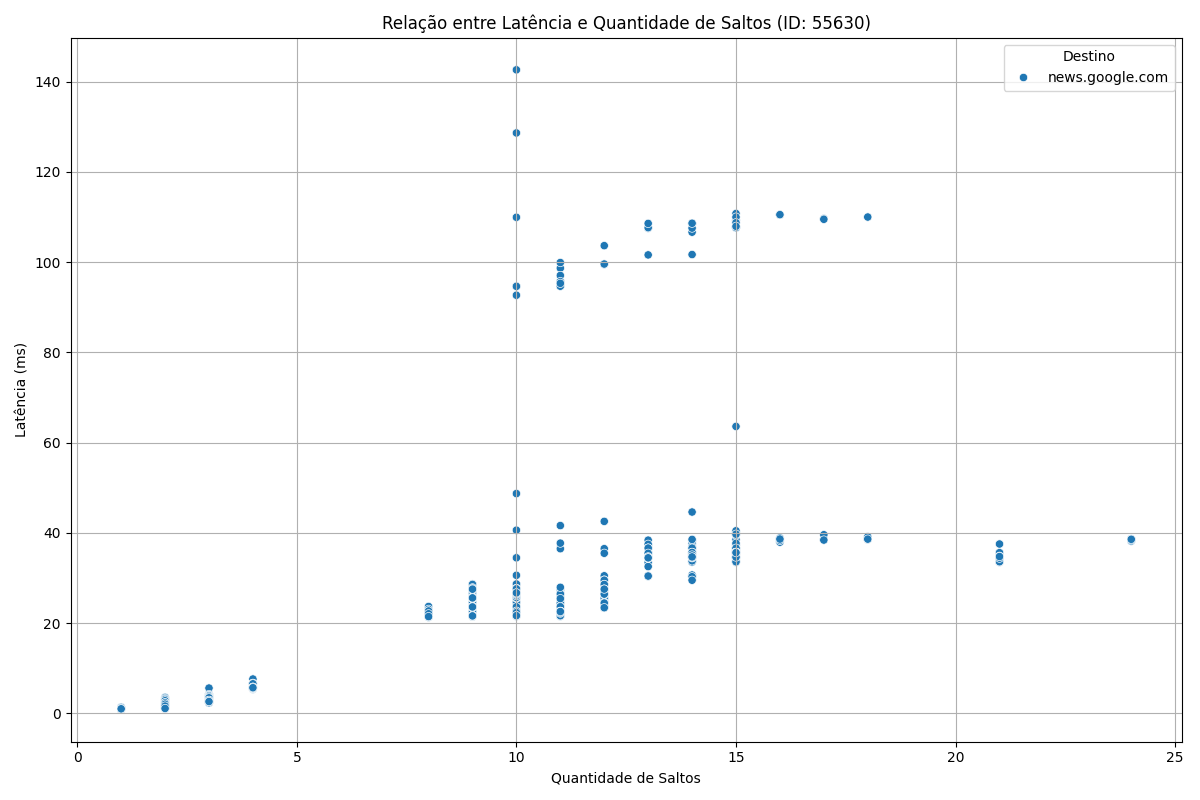 Relação entre Latência e Quantidade de Saltos (ID: 55630)
Destino
news.google.com
Latência (ms)
140
120
100
80
60
40
20
0
0 5 10 15 20 25
Quantidade de Saltos